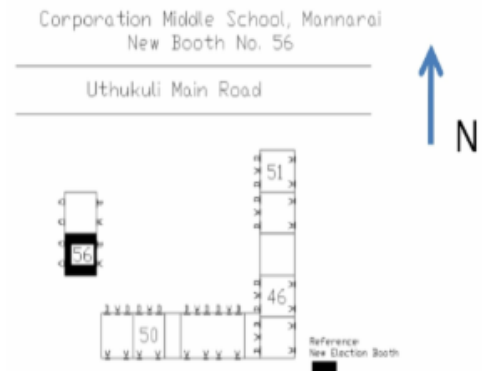 Corporation Middle School, Mannarai
New Booth No. 56
Uthukuli Main Road
N
51
56
46
50
Reference
New Election Booth